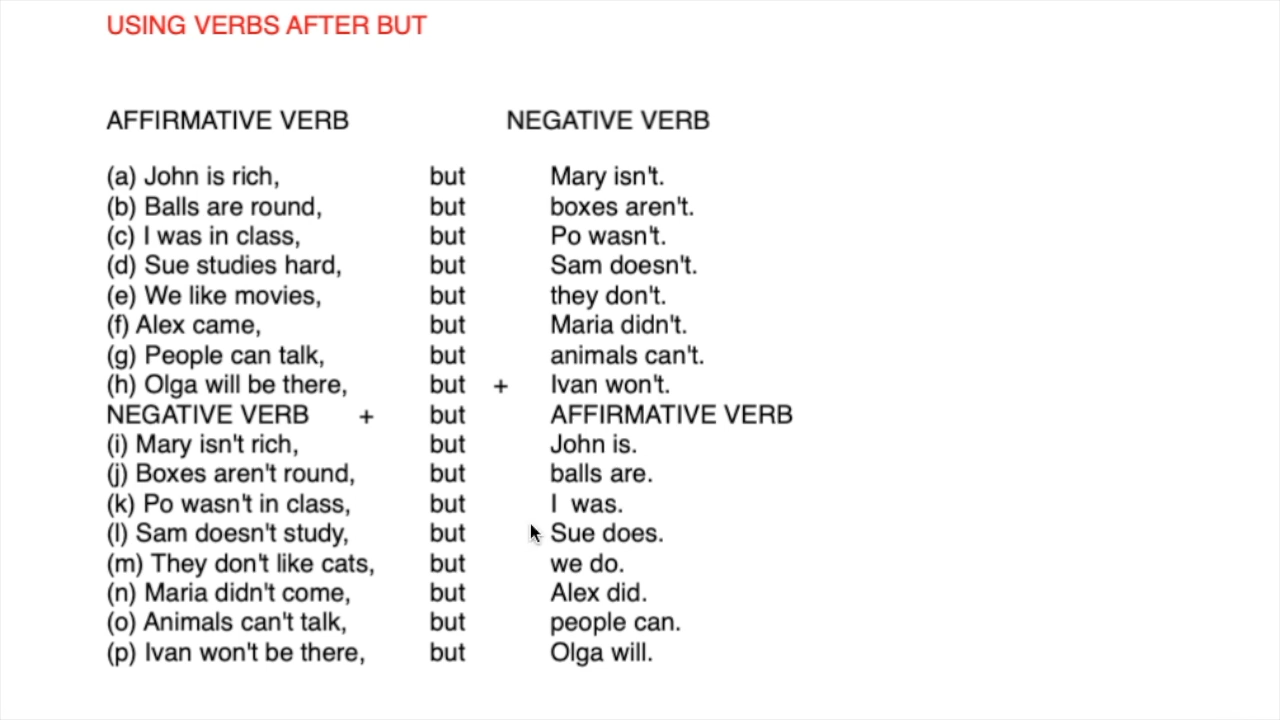 USING VERBS AFTER BUT
AFFIRMATIVE VERB NEGATIVE VERB
(a) John is rich, but Mary isn't.
(b) Balls are round, but boxes aren't.
(c) I was in class, but Po wasn't.
(d) Sue studies hard, but Sam doesn't.
(e) We like movies, but they don't.
(f) Alex came, but Maria didn't.
(g) People can talk, but animals can't.
(h) Olga will be there, but + Ivan won't.
NEGATIVE VERB + but AFFIRMATIVE VERB
(i) Mary isn't rich, but John is.
(j) Boxes aren't round, but balls are.
(k) Po wasn't in class, but I was.
(l) Sam doesn't study, but Sue does.
(m) They don't like cats, but we do.
(n) Maria didn't come, but Alex did.
(o) Animals can't talk, but people can.
(p) Ivan won't be there, but Olga will.